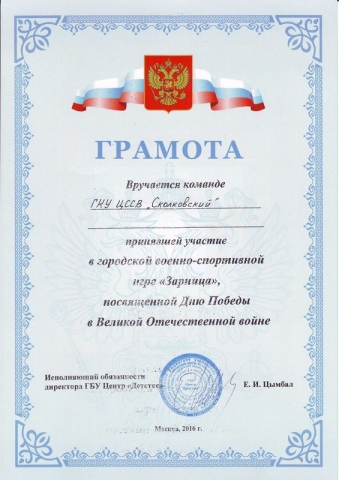 ГРАМОТА
Вручается команде
ГКУ ЦССВ „Сколковский"
принявшей участие
в городской военно-спортивной
игре «Зарница»,
посвященной Дню Победы
в Великой Отечественной войне
Исполняющий обязанности
директора ГБУ Центр «Детство»
Е. И. Цымбал
Москва, 2016 г.